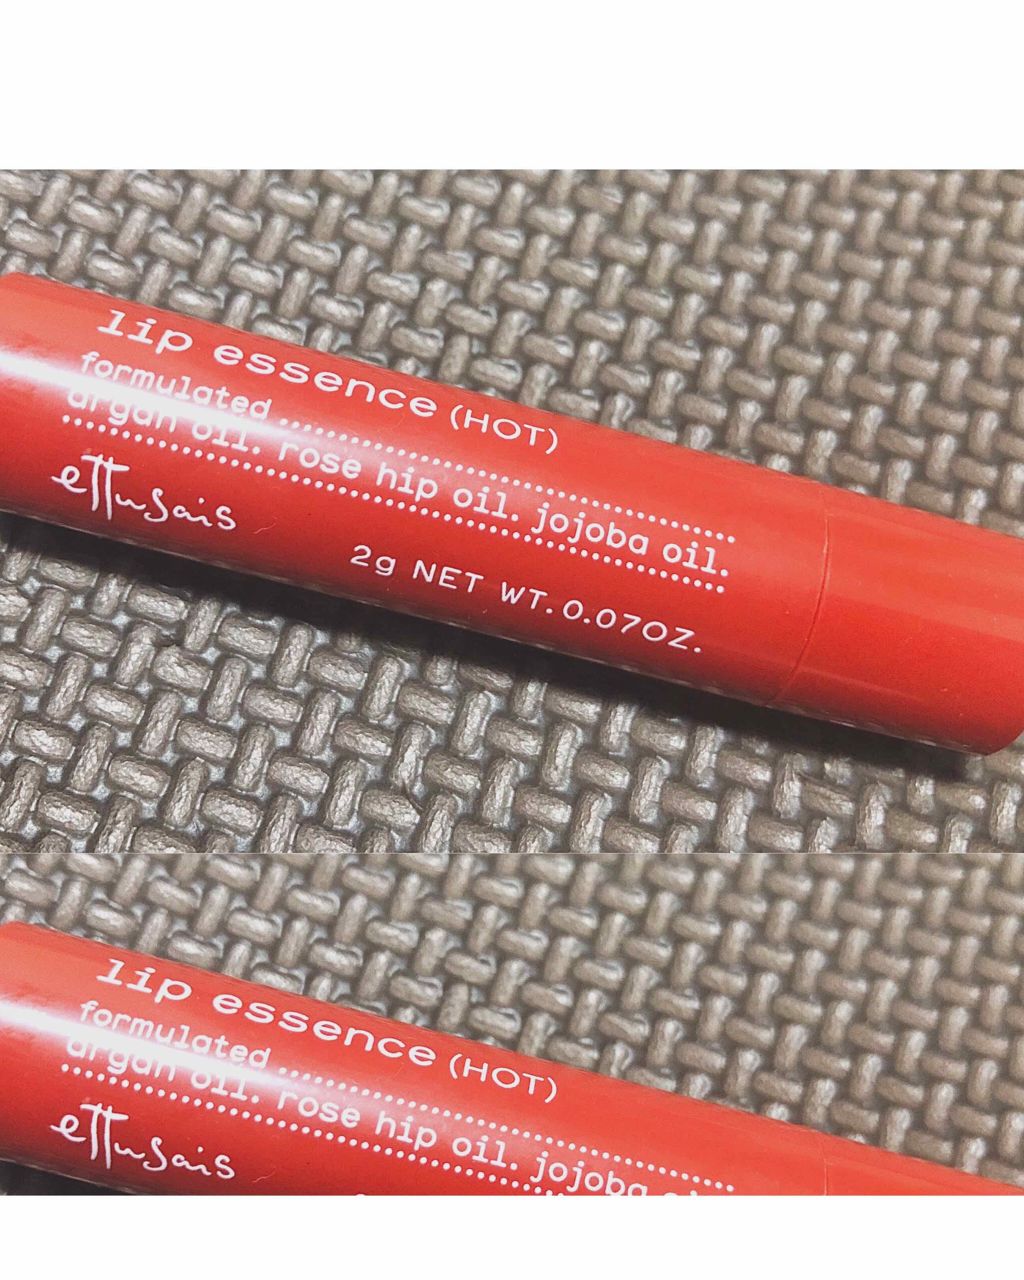 lip essence (HOT)
formulated
argan oil. rose hip oil. jojoba oil.
ettusais
2g NET WT. 0.07OZ.
lip essence (HOT)
formulated
argan oil. rose hip oil. jojoba
ettusais